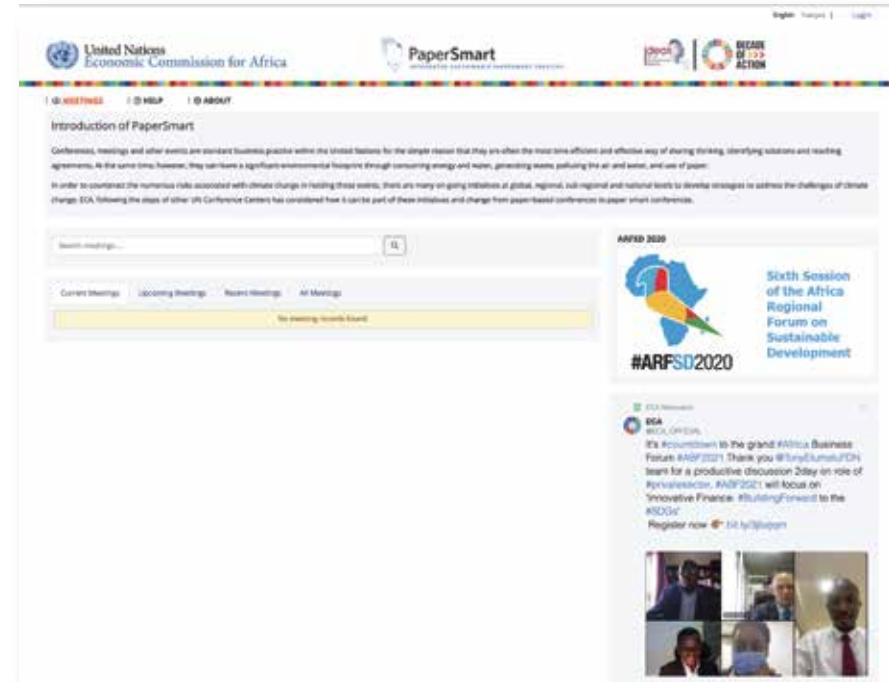 English Français | Login
United Nations
Economic Commission for Africa
PaperSmart
ideas
DECADE
OF >>>
ACTION
MEETINGS
HELP
ABOUT
Introduction of PaperSmart
Conferences, meetings and other events are standard business practice within the United Nations for the simple reason that they are often the most time efficient and effective way of sharing thinking, identifying solutions and reaching
agreements. At the same time, however, they can have a significant environmental footprint through consuming energy and water, generating waste, polluting the air and water, and use of paper.
In order to counteract the numerous risks associated with climate change in holding these events, there are many on going initiatives at global, regional, sub regional and national levels to develop strategies to address the challenges of climate
change. ECA, following the steps of other UN Conference Centers has considered how it can be part of these initiatives and change from paper-based conferences to paper smart conferences.
Search meetings...
Current Meetings Upcoming Meetings Recent Meetings All Meetings
No meeting records found
ARFSD 2020
Sixth Session
of the Africa
Regional
Forum on
Sustainable
Development
#ARFSD2020
ECA Retweeted
ECA
@ECA_OFFICIAL
It's #countdown to the grand #Africa Business
Forum #ABF2021 Thank you @TonyElumeluFDN
team for a productive discussion 2day on role of
#privatesector. #ABF2021 will focus on
'Innovative Finance: #BuildingForward to the
#SDGs'
Register now